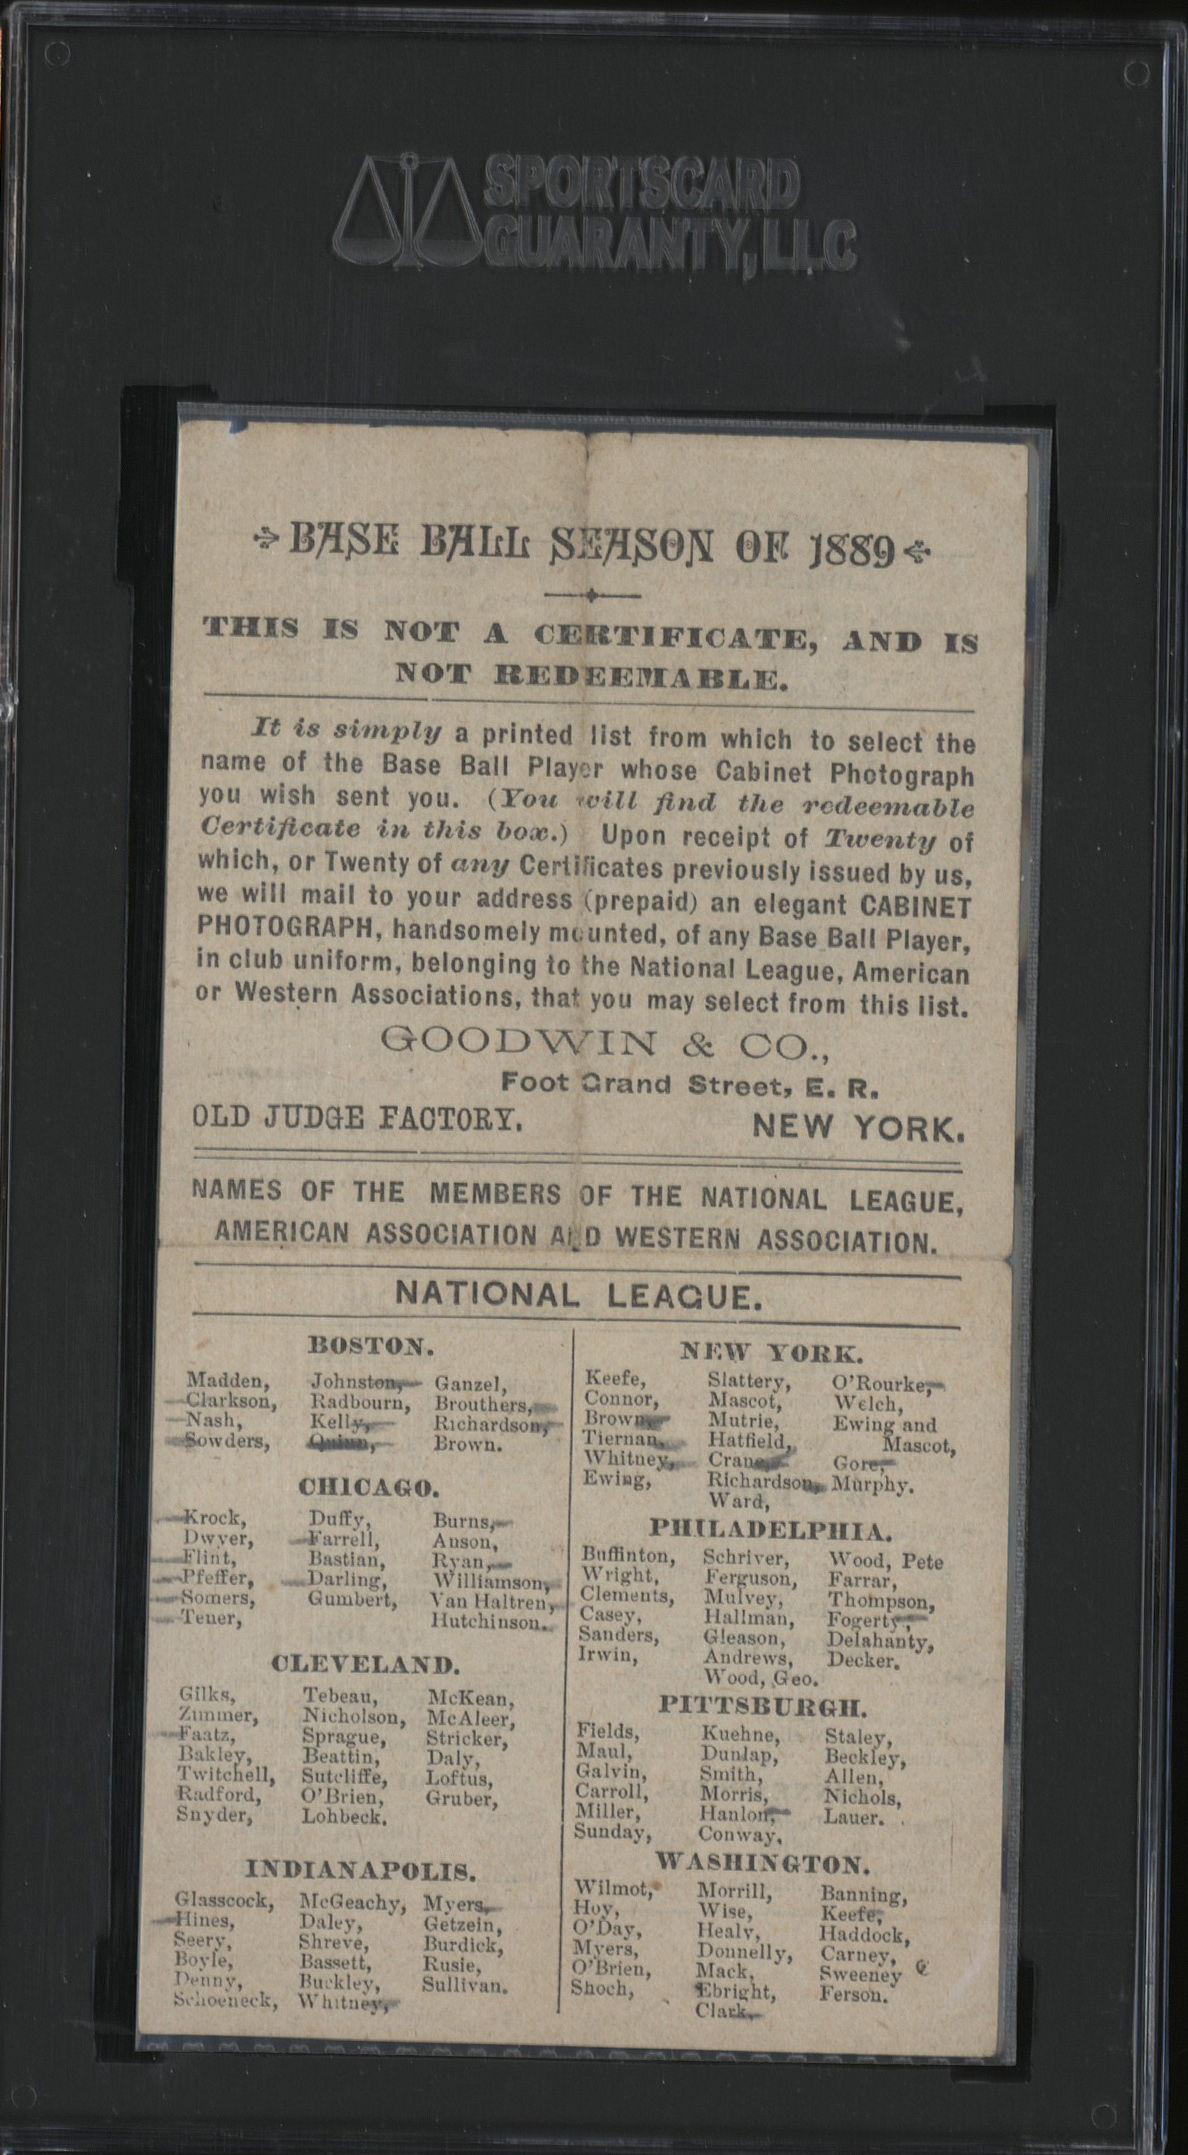 SPORTSCARD
GUARANTY, LLC
BASE BALL SEASON OF 1889
THIS IS NOT A CERTIFICATE, AND IS
NOT REDEEMABLE.
It is simply a printed list from which to select the
name of the Base Ball Player whose Cabinet Photograph
you wish sent you. (You will find the redeemable
Certificate in this box.) Upon receipt of Twenty of
which, or Twenty of any Certificates previously issued by us,
we will mail to your address (prepaid) an elegant CABINET
PHOTOGRAPH, handsomely mounted, of any Base Ball Player,
in club uniform, belonging to the National League, American
or Western Associations, that you may select from this list.
GOODWIN & CO.,
Foot Grand Street, E. R.
OLD JUDGE FACTORY. NEW YORK.
NAMES OF THE MEMBERS OF THE NATIONAL LEAGUE,
AMERICAN ASSOCIATION AND WESTERN ASSOCIATION.
NATIONAL LEAGUE.
BOSTON.
Madden, Johnston, Ganzel,
Clarkson, Radbourn, Brouthers,
Nash, Kelly, Richardson,
Sowders, Quinn, Brown.
CHICAGO.
Krock, Duffy, Burns,
Dwyer, Farrell, Anson,
Flint, Bastian, Ryan,
Pfeffer, Darling, Williamson,
Somers, Gumbert, Van Haltren,
Tener, Hutchinson.
CLEVELAND.
Gilks, Tebeau, McKean,
Zimmer, Nicholson, McAleer,
Faatz, Sprague, Stricker,
Bakley, Beattin, Daly,
Twitchell, Sutcliffe, Loftus,
Radford, O'Brien, Gruber,
Snyder, Lohbeck.
INDIANAPOLIS.
Glasscock, McGeachy, Myers,
Hines, Daley, Getzein,
Seery, Shreve, Burdick,
Boyle, Bassett, Rusie,
Denny, Buckley, Sullivan.
Schoeneck, Whitney,
NEW YORK.
Keefe, Slattery, O'Rourke,
Connor, Mascot, Welch,
Brown, Mutrie, Ewing and
Tiernan, Hatfield, Mascot,
Whitney, Crane, Gore,
Ewing, Richardson, Murphy.
Ward,
PHILADELPHIA.
Buffinton, Schriver, Wood, Pete
Wright, Ferguson, Farrar,
Clements, Mulvey, Thompson,
Casey, Hallman, Fogerty,
Sanders, Gleason, Delahanty,
Irwin, Andrews, Decker.
Wood, Geo.
PITTSBURGH.
Fields, Kuehne, Staley,
Maul, Dunlap, Beckley,
Galvin, Smith, Allen,
Carroll, Morris, Nichols,
Miller, Hanlon, Lauer.
Sunday, Conway,
WASHINGTON.
Wilmot, Morrill, Banning,
Hoy, Wise, Keefe,
O'Day, Healy, Haddock,
Myers, Donnelly, Carney,
O'Brien, Mack, Sweeney
Shoch, Ebright, Ferson.
Clark,